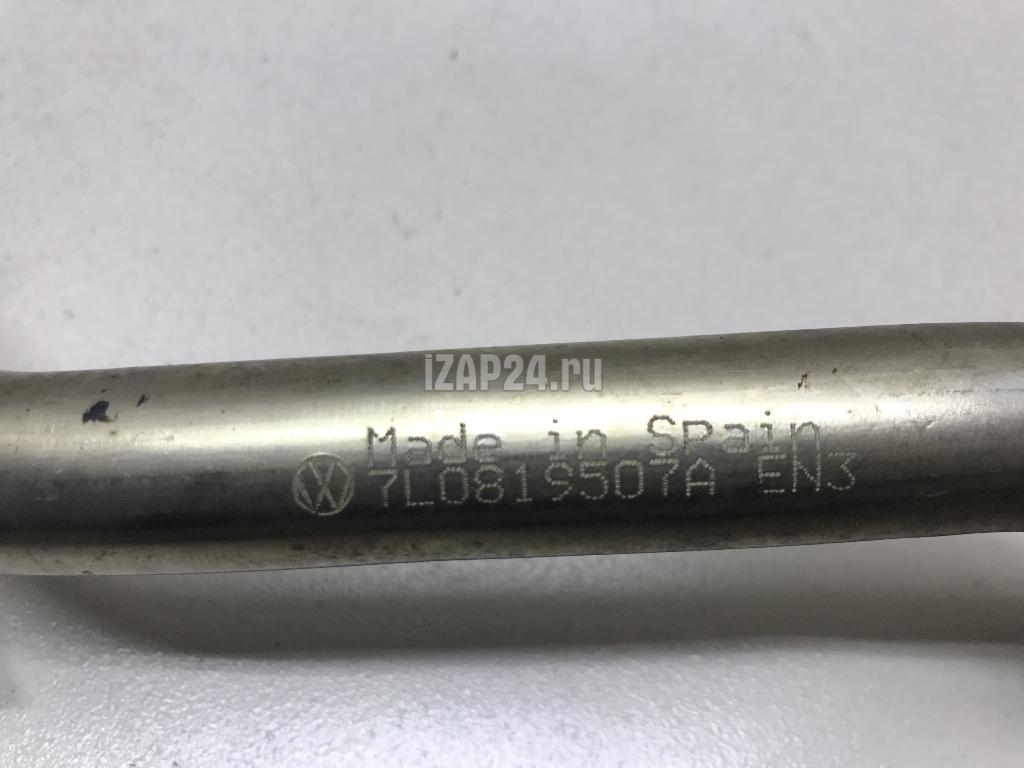 iZAP24.ru
Made in Spain
7L0819507A EN3